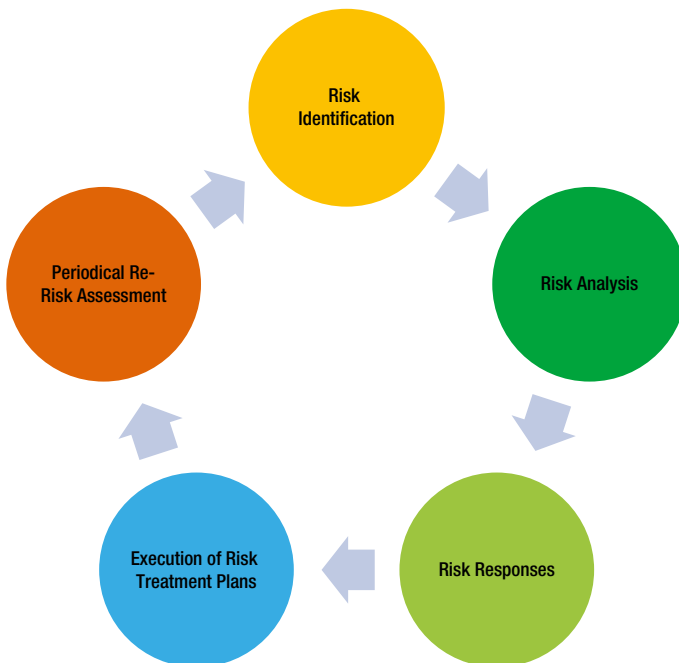 Risk
Identification
Risk Analysis
Risk Responses
Execution of Risk
Treatment Plans
Periodical Re-
Risk Assessment